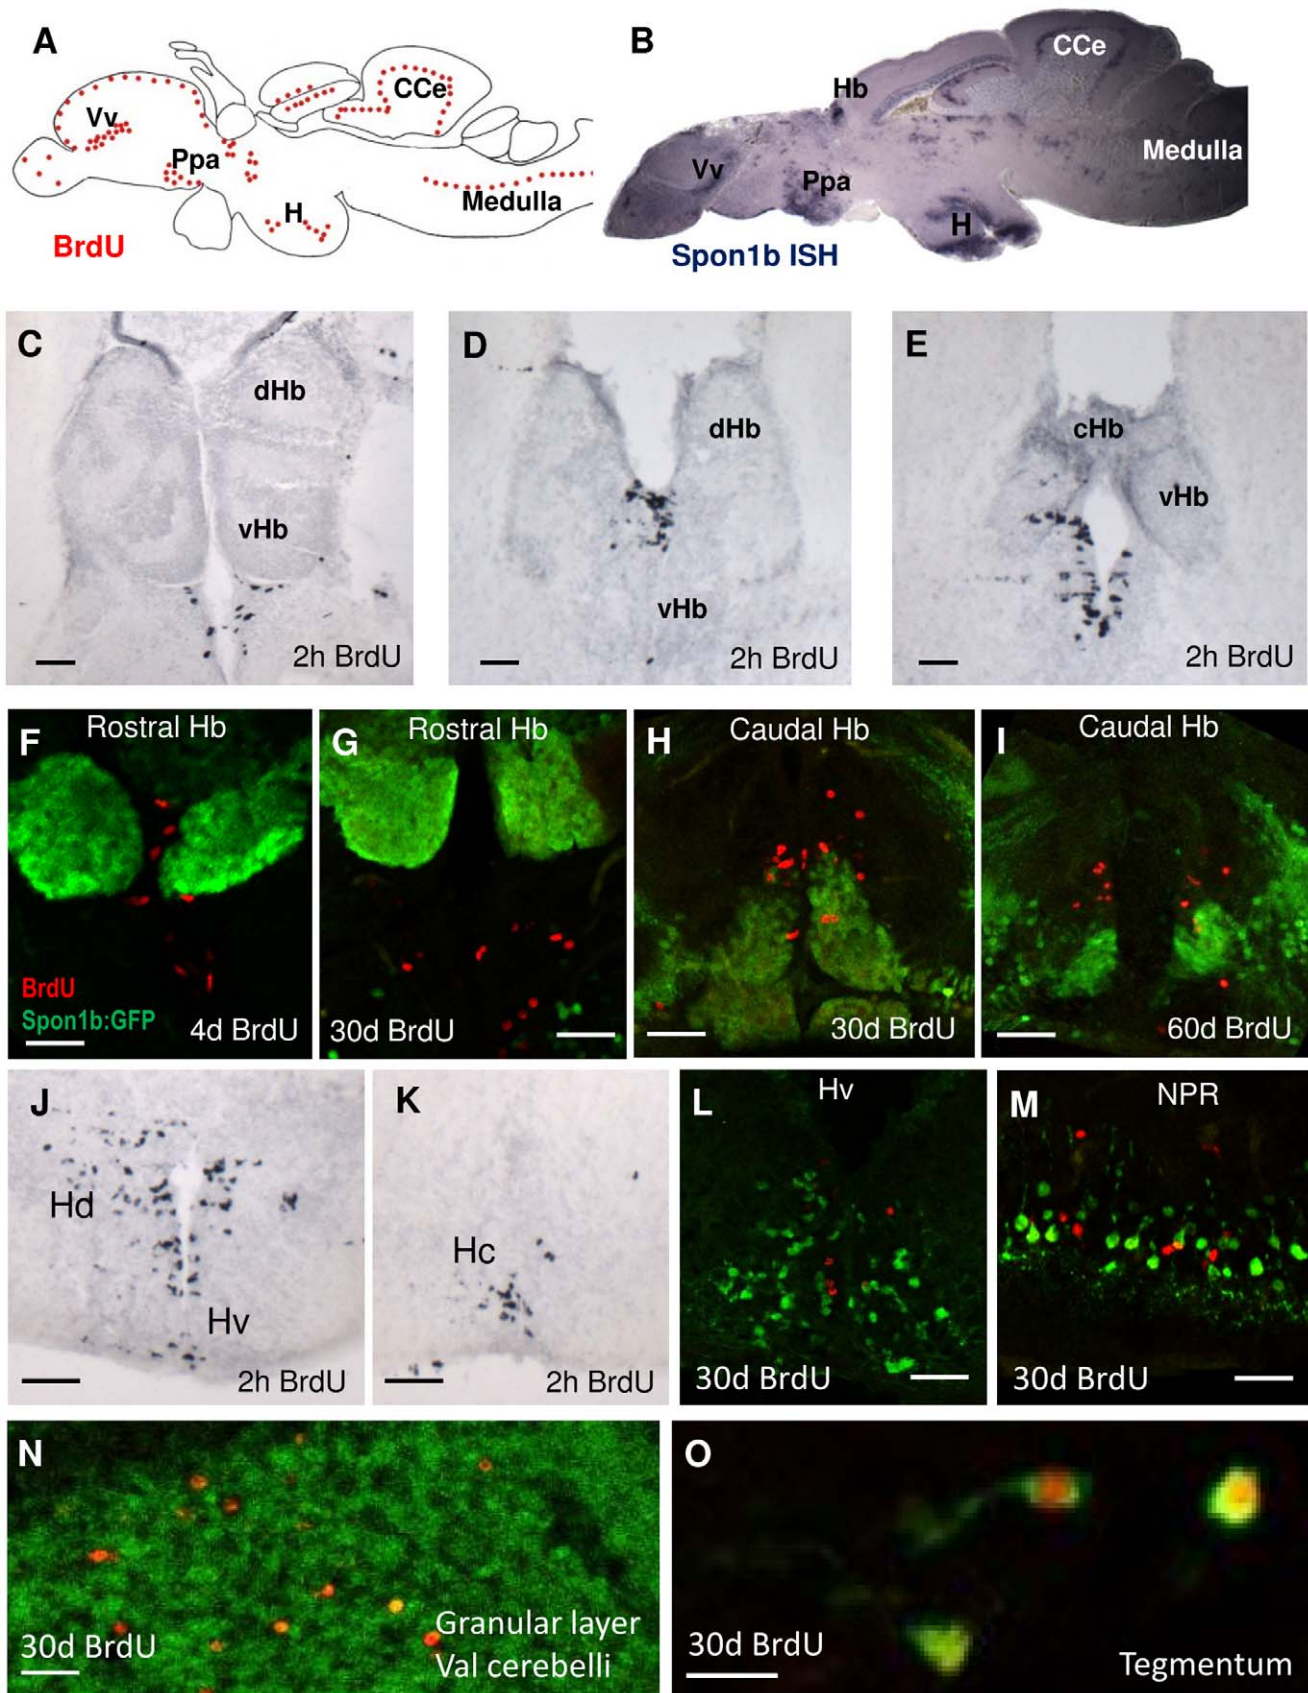 A
Vv
CCe
Ppa
H
Medulla
BrdU
B
CCe
Hb
Vv
Ppa
Medulla
H
Spon1b ISH
C
dHb
vHb
2h BrdU
D
dHb
vHb
2h BrdU
E
cHb
vHb
2h BrdU
F
Rostral Hb
BrdU
Spon1b:GFP
4d BrdU
G
Rostral Hb
30d BrdU
H
Caudal Hb
30d BrdU
I
Caudal Hb
60d BrdU
J
Hd
Hv
2h BrdU
K
Hc
2h BrdU
L
Hv
30d BrdU
M
NPR
30d BrdU
N
30d BrdU
Granular layer
Val cerebelli
O
30d BrdU
Tegmentum